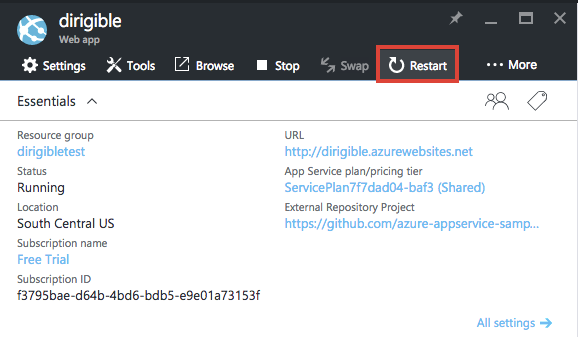 dirigible
Web app
Settings Tools Browse Stop Swap Restart ··· More
Essentials
Resource group
dirigibletest
Status
Running
Location
South Central US
Subscription name
Free Trial
Subscription ID
f3795bae-d64b-4bd6-bdb5-e9e01a73153f
URL
http://dirigible.azurewebsites.net
App Service plan/pricing tier
ServicePlan7f7dad04-baf3 (Shared)
External Repository Project
https://github.com/azure-appservice-samp...
All settings